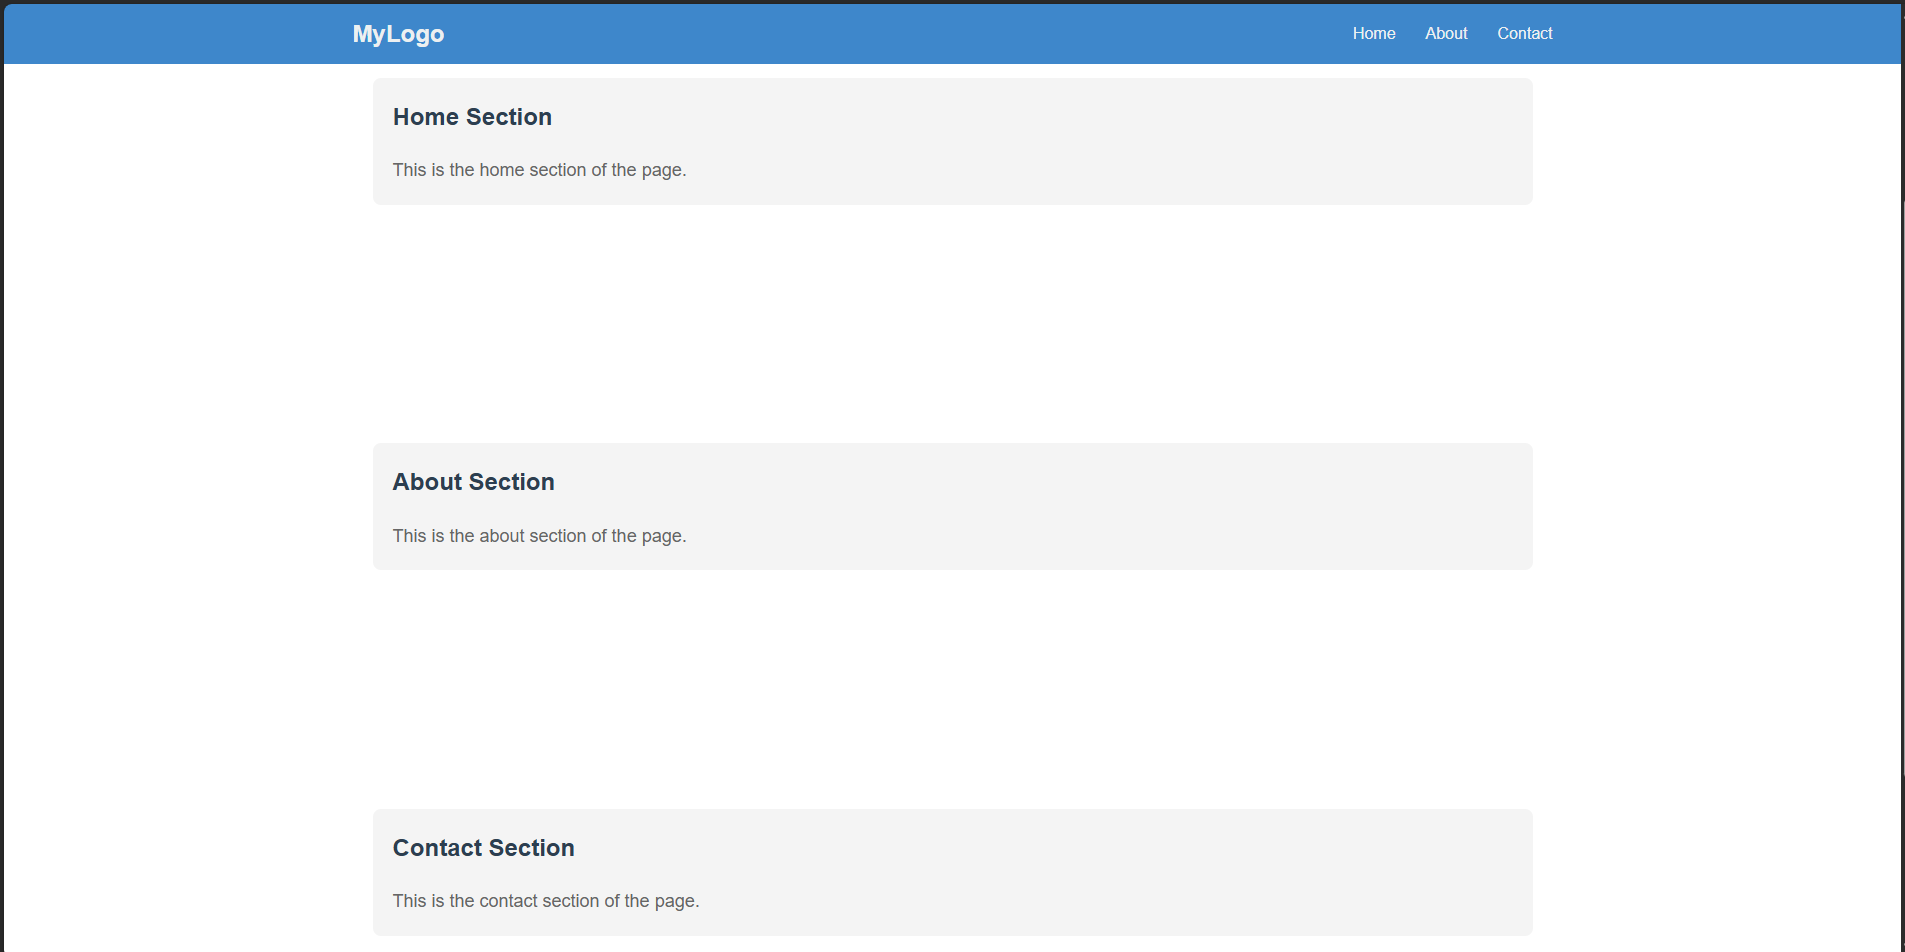 MyLogo
Home About Contact
Home Section
This is the home section of the page.
About Section
This is the about section of the page.
Contact Section
This is the contact section of the page.